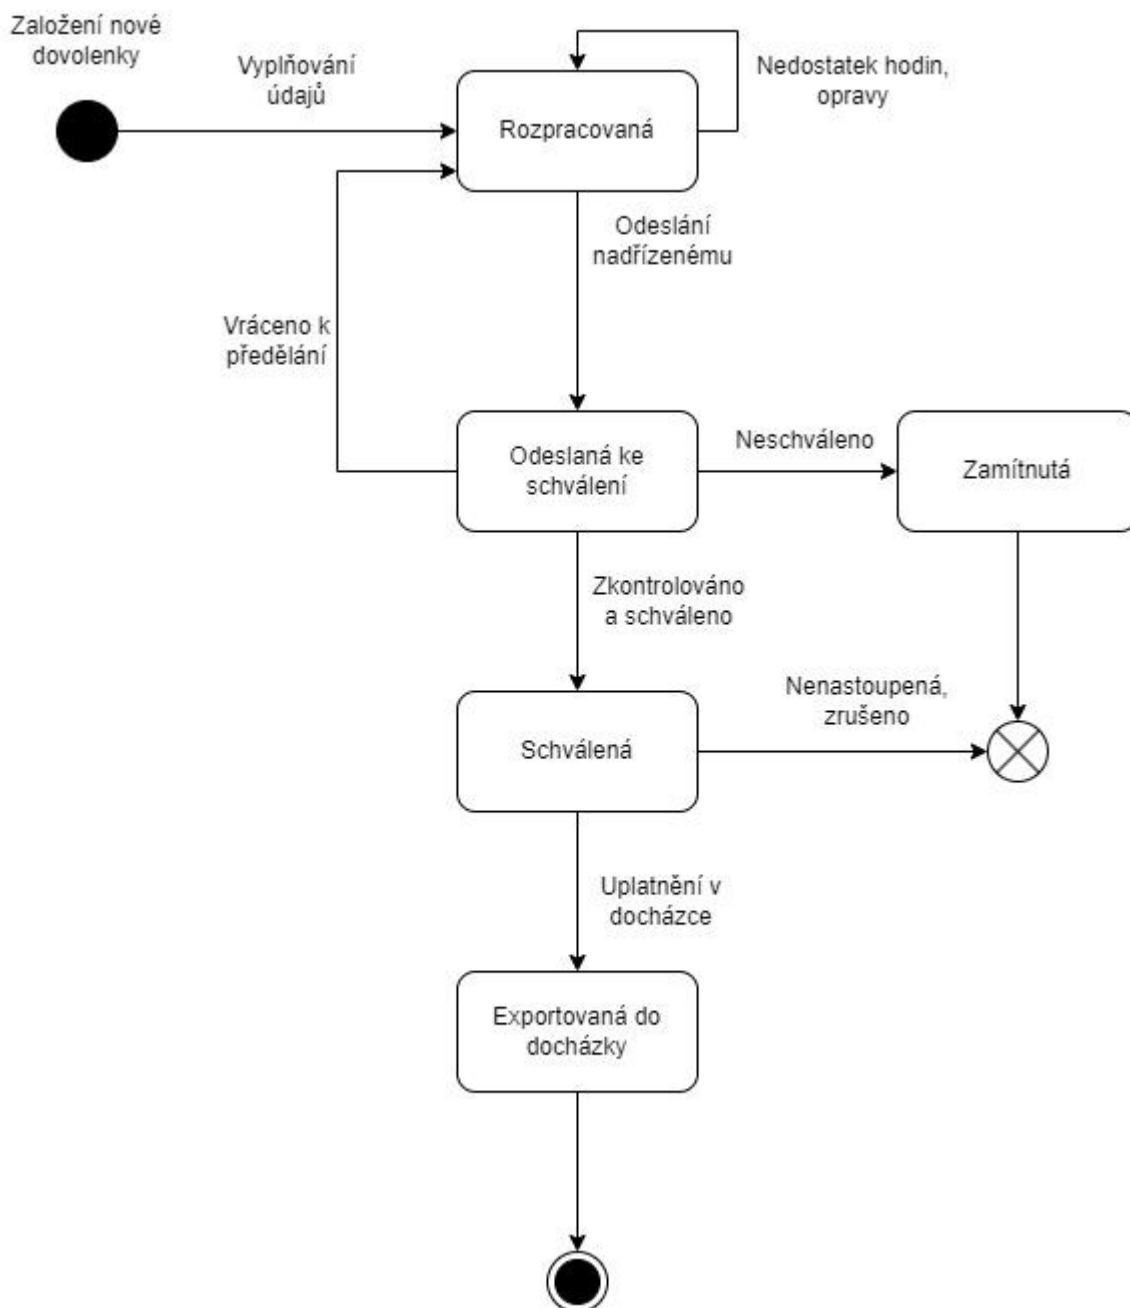 Založení nové
dovolenky
Vyplňování
údajů
Rozpracovaná
Nedostatek hodin,
opravy
Odeslání
nadřízenému
Vráceno k
předělání
Odeslaná ke
schválení
Neschváleno
Zamítnutá
Zkontrolováno
a schváleno
Schválená
Nenastoupená,
zrušeno
Uplatnění v
docházce
Exportovaná do
docházky